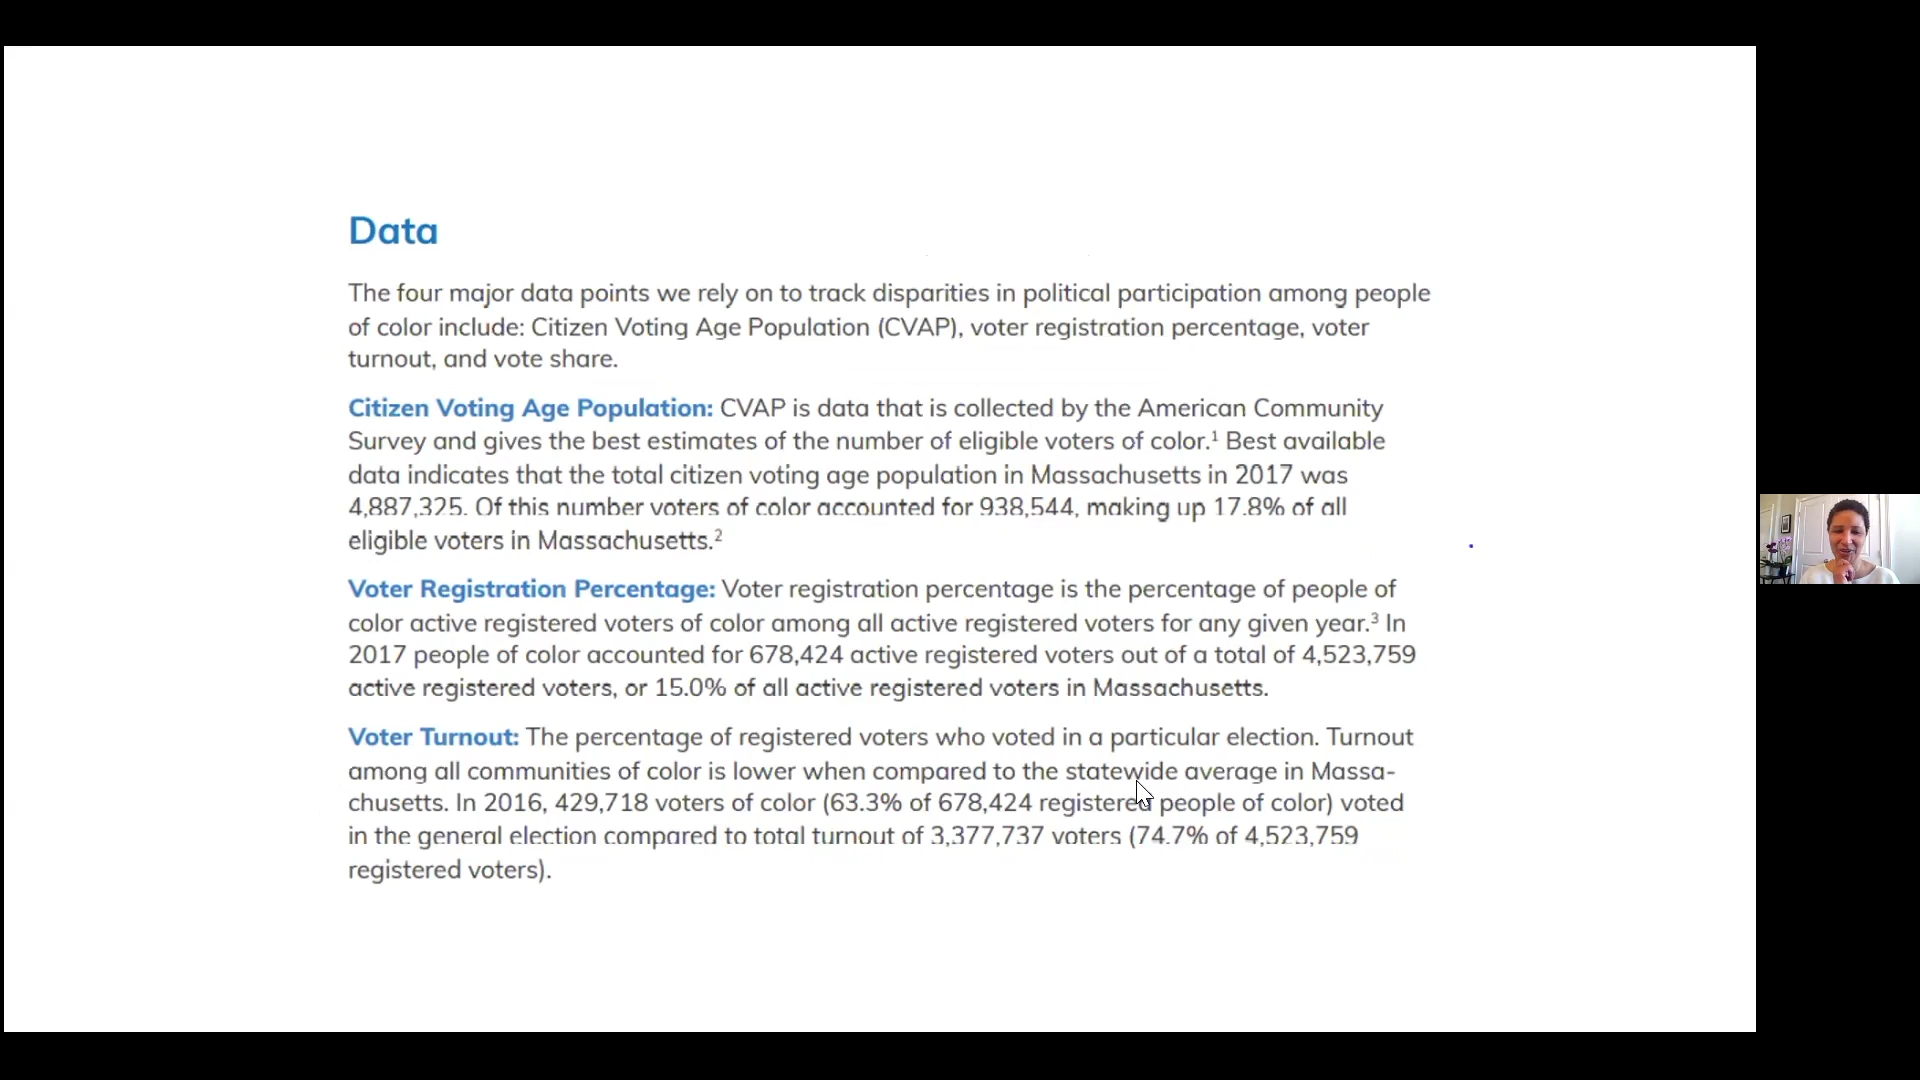 Data
The four major data points we rely on to track disparities in political participation among people
of color include: Citizen Voting Age Population (CVAP), voter registration percentage, voter
turnout, and vote share.
Citizen Voting Age Population: CVAP is data that is collected by the American Community
Survey and gives the best estimates of the number of eligible voters of color.¹ Best available
data indicates that the total citizen voting age population in Massachusetts in 2017 was
4,887,325. Of this number voters of color accounted for 938,544, making up 17.8% of all
eligible voters in Massachusetts.²
Voter Registration Percentage: Voter registration percentage is the percentage of people of
color active registered voters of color among all active registered voters for any given year.³ In
2017 people of color accounted for 678,424 active registered voters out of a total of 4,523,759
active registered voters, or 15.0% of all active registered voters in Massachusetts.
Voter Turnout: The percentage of registered voters who voted in a particular election. Turnout
among all communities of color is lower when compared to the statewide average in Massa-
chusetts. In 2016, 429,718 voters of color (63.3% of 678,424 registered people of color) voted
in the general election compared to total turnout of 3,377,737 voters (74.7% of 4,523,759
registered voters).